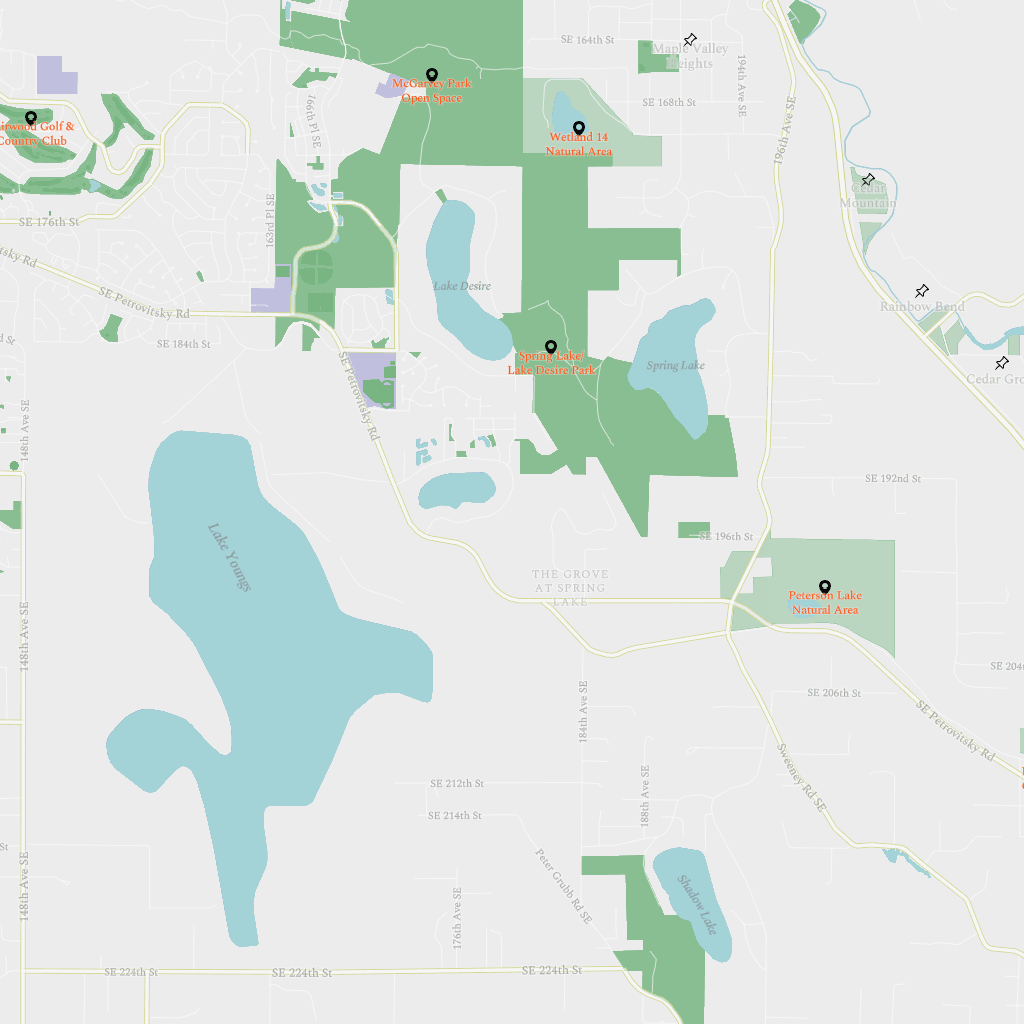 SE 164th St
Maple Valley
Heights
194th Ave SE
McGarvey Park
Open Space
166th Pl SE
SE 168th St
196th Ave SE
irwood Golf &
Country Club
Wetland 14
Natural Area
Cedar
Mountain
SE 176th St
163rd Pl SE
tsky Rd
SE Petrovitsky Rd
Lake Desire
Rainbow Bend
d St
SE 184th St
Spring Lake/
Lake Desire Park
Spring Lake
Cedar Gro
SE Petrovitsky Rd
148th Ave SE
SE 192nd St
Lake Youngs
SE 196th St
THE GROVE
AT SPRING
LAKE
Peterson Lake
Natural Area
148th Ave SE
SE 204t
SE 206th St
184th Ave SE
SE Petrovitsky Rd
Sweeney Rd SE
SE 212th St
188th Ave SE
SE 214th St
St
Peter Grubb Rd SE
148th Ave SE
176th Ave SE
Shadow Lake
SE 224th St
SE 224th St
SE 224th St